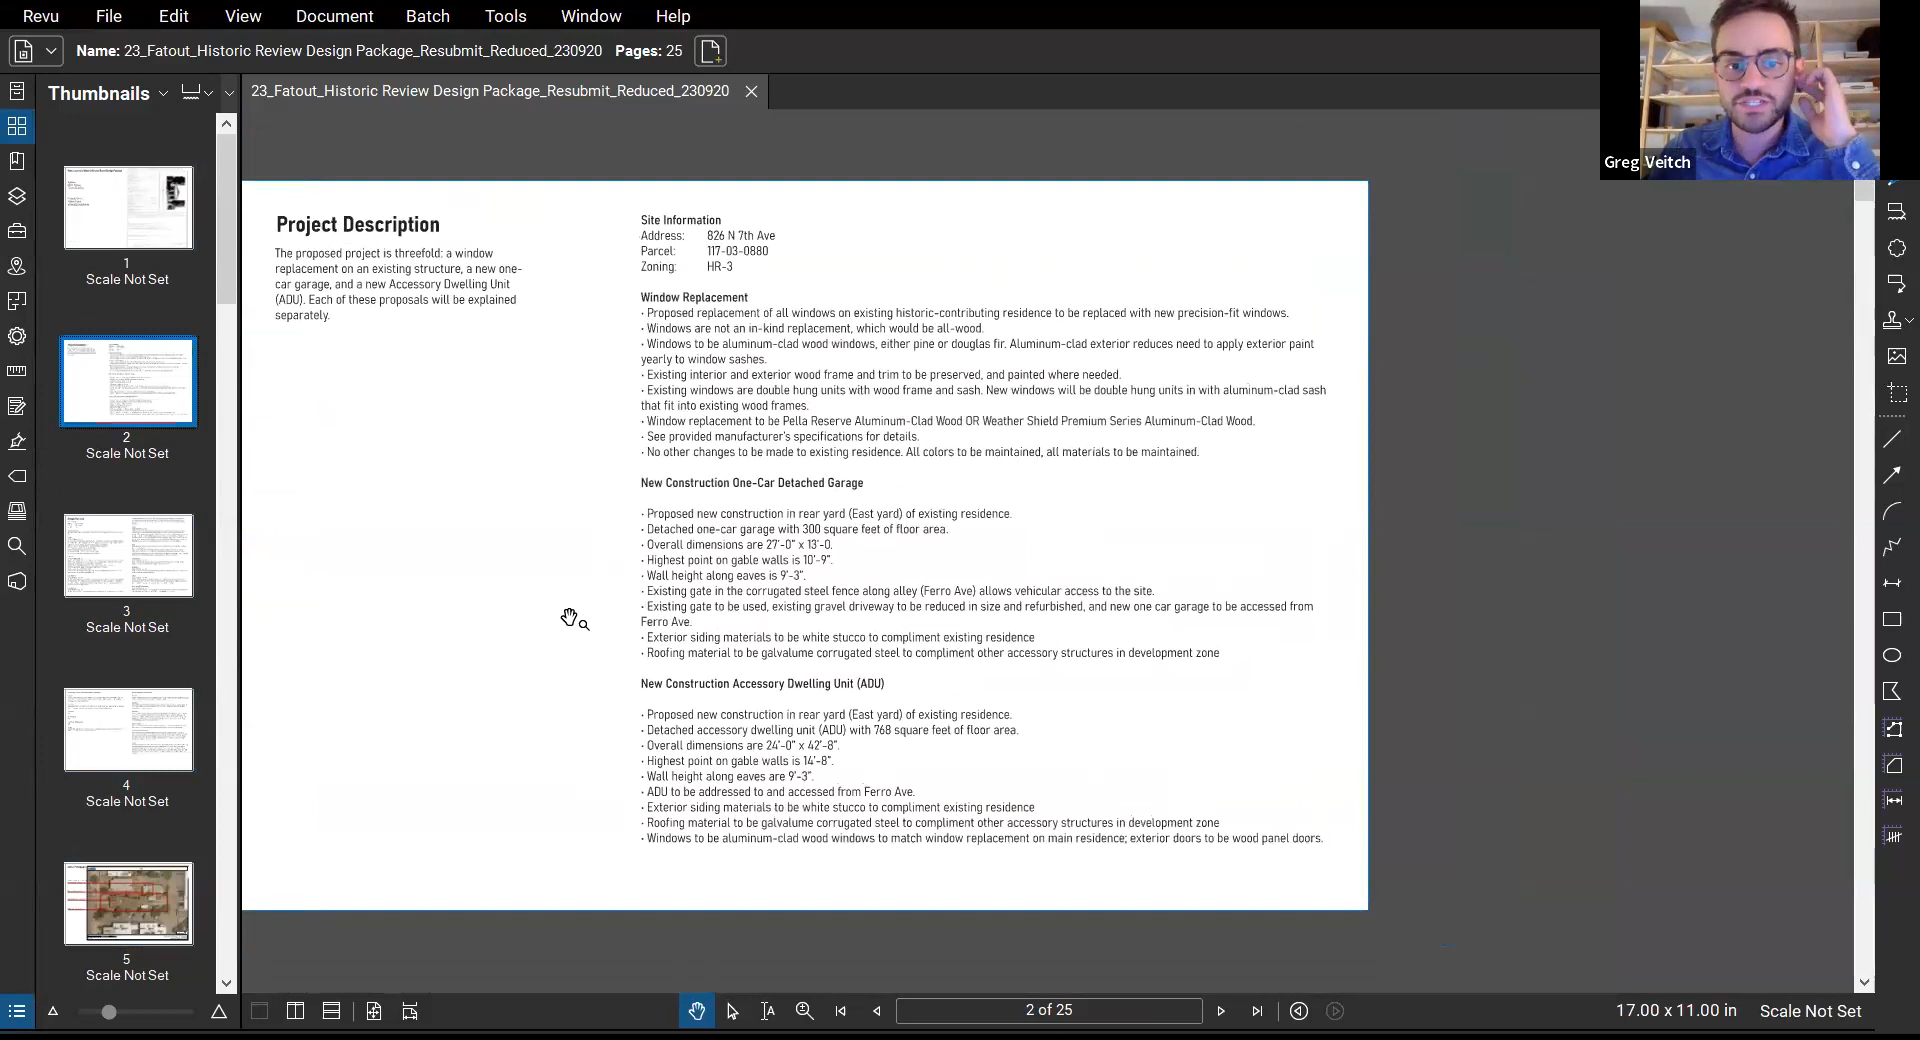 Revu File Edit View Document Batch Tools Window Help
Name: 23_Fatout_Historic Review Design Package_Resubmit_Reduced_230920 Pages: 25
Thumbnails
23_Fatout_Historic Review Design Package_Resubmit_Reduced_230920
Greg Veitch
1
Scale Not Set
2
Scale Not Set
3
Scale Not Set
4
Scale Not Set
5
Scale Not Set
Project Description
The proposed project is threefold: a window
replacement on an existing structure, a new one-
car garage, and a new Accessory Dwelling Unit
(ADU). Each of these proposals will be explained
separately.
Site Information
Address: 826 N 7th Ave
Parcel: 117-03-0880
Zoning: HR-3
Window Replacement
• Proposed replacement of all windows on existing historic-contributing residence to be replaced with new precision-fit windows.
• Windows are not an in-kind replacement, which would be all-wood.
• Windows to be aluminum-clad wood windows, either pine or douglas fir. Aluminum-clad exterior reduces need to apply exterior paint
yearly to window sashes.
• Existing interior and exterior wood frame and trim to be preserved, and painted where needed.
• Existing windows are double hung units with wood frame and sash. New windows will be double hung units in with aluminum-clad sash
that fit into existing wood frames.
• Window replacement to be Pella Reserve Aluminum-Clad Wood OR Weather Shield Premium Series Aluminum-Clad Wood.
• See provided manufacturer's specifications for details.
• No other changes to be made to existing residence. All colors to be maintained, all materials to be maintained.
New Construction One-Car Detached Garage
• Proposed new construction in rear yard (East yard) of existing residence.
• Detached one-car garage with 300 square feet of floor area.
• Overall dimensions are 27'-0" x 13'-0.
• Highest point on gable walls is 10'-9".
• Wall height along eaves is 9'-3".
• Existing gate in the corrugated steel fence along alley (Ferro Ave) allows vehicular access to the site.
• Existing gate to be used, existing gravel driveway to be reduced in size and refurbished, and new one car garage to be accessed from
Ferro Ave.
• Exterior siding materials to be white stucco to compliment existing residence
• Roofing material to be galvalume corrugated steel to compliment other accessory structures in development zone
New Construction Accessory Dwelling Unit (ADU)
• Proposed new construction in rear yard (East yard) of existing residence.
• Detached accessory dwelling unit (ADU) with 768 square feet of floor area.
• Overall dimensions are 24'-0" x 42'-8".
• Highest point on gable walls is 14'-8".
• Wall height along eaves are 9'-3".
• ADU to be addressed to and accessed from Ferro Ave.
• Exterior siding materials to be white stucco to compliment existing residence
• Roofing material to be galvalume corrugated steel to compliment other accessory structures in development zone
• Windows to be aluminum-clad wood windows to match window replacement on main residence; exterior doors to be wood panel doors.
2 of 25
17.00 x 11.00 in Scale Not Set